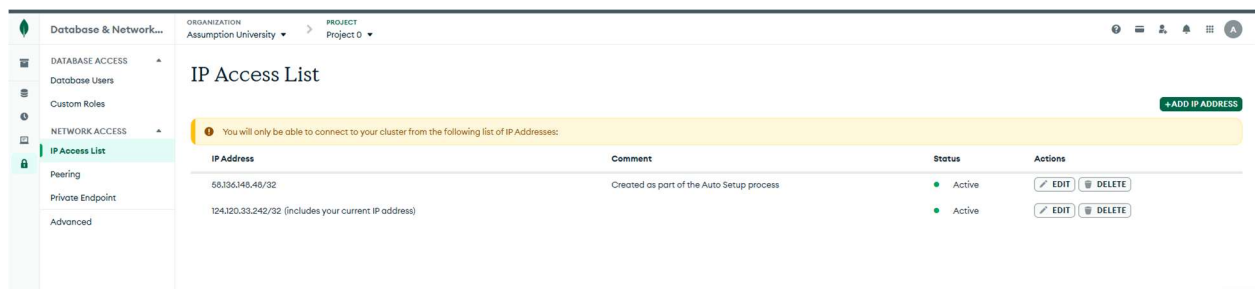 Database & Network...
ORGANIZATION
Assumption University
PROJECT
Project 0
A
DATABASE ACCESS
Database Users
Custom Roles
NETWORK ACCESS
IP Access List
Peering
Private Endpoint
Advanced
IP Access List
+ADD IP ADDRESS
You will only be able to connect to your cluster from the following list of IP Addresses:
IP Address Comment Status Actions
58.136.148.48/32 Created as part of the Auto Setup process Active EDIT DELETE
124.120.33.242/32 (includes your current IP address) Active EDIT DELETE